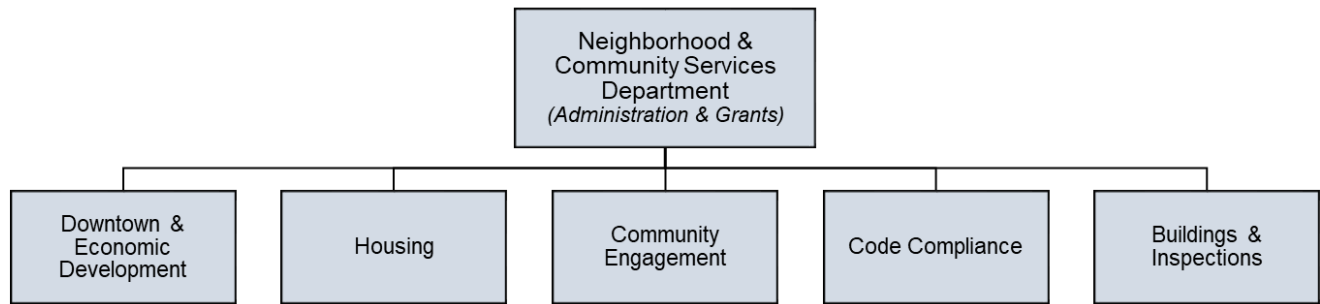 Neighborhood &
Community Services
Department
(Administration & Grants)
Downtown &
Economic
Development
Housing
Community
Engagement
Code Compliance
Buildings &
Inspections